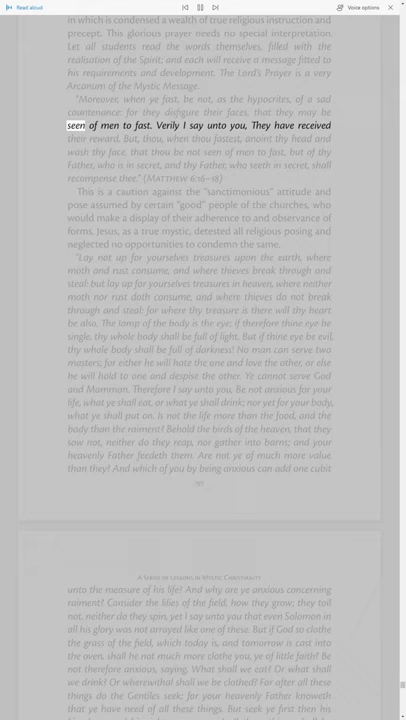 Read aloud
Voice options
in which is condensed a wealth of true religious instruction and
precept. This glorious prayer needs no special interpretation.
Let all students read the words themselves, filled with the
realisation of the Spirit; and each will receive a message fitted to
his requirements and development. The Lord's Prayer is a very
Arcanum of the Mystic Message.
"Moreover, when ye fast, be not, as the hypocrites, of a sad
countenance: for they disfigure their faces, that they may be
seen of men to fast. Verily I say unto you, They have received
their reward. But, thou, when thou fastest, anoint thy head and
wash thy face, that thou be not seen of men to fast, but of thy
Father, who is in secret, and thy Father, who seeth in secret, shall
recompense thee." (MATTHEW 6:16–18)
This is a caution against the "sanctimonious" attitude and
pose assumed by certain "good" people of the churches, who
would make a display of their adherence to and observance of
forms. Jesus, as a true mystic, detested all religious posing and
neglected no opportunities to condemn the same.
"Lay not up for yourselves treasures upon the earth, where
moth and rust consume, and where thieves break through and
steal: but lay up for yourselves treasures in heaven, where neither
moth nor rust doth consume, and where thieves do not break
through and steal: for where thy treasure is there will thy heart
be also. The lamp of the body is the eye; if therefore thine eye be
single, thy whole body shall be full of light. But if thine eye be evil,
thy whole body shall be full of darkness! No man can serve two
masters; for either he will hate the one and love the other, or else
he will hold to one and despise the other. Ye cannot serve God
and Mammon. Therefore I say unto you, Be not anxious for your
life, what ye shall eat, or what ye shall drink; nor yet for your body,
what ye shall put on. Is not the life more than the food, and the
body than the raiment? Behold the birds of the heaven, that they
sow not, neither do they reap, nor gather into barns; and your
heavenly Father feedeth them. Are not ye of much more value
than they? And which of you by being anxious can add one cubit
A SERIES OF LESSONS IN MYSTIC CHRISTIANITY
unto the measure of his life? And why are ye anxious concerning
raiment? Consider the lilies of the field, how they grow; they toil
not, neither do they spin, yet I say unto you that even Solomon in
all his glory was not arrayed like one of these. But if God so clothe
the grass of the field, which today is, and tomorrow is cast into
the oven, shall he not much more clothe you, ye of little faith? Be
not therefore anxious, saying, What shall we eat? Or what shall
we drink? Or wherewithal shall we be clothed? For after all these
things do the Gentiles seek; for your heavenly Father knoweth
that ye have need of all these things. But seek ye first his